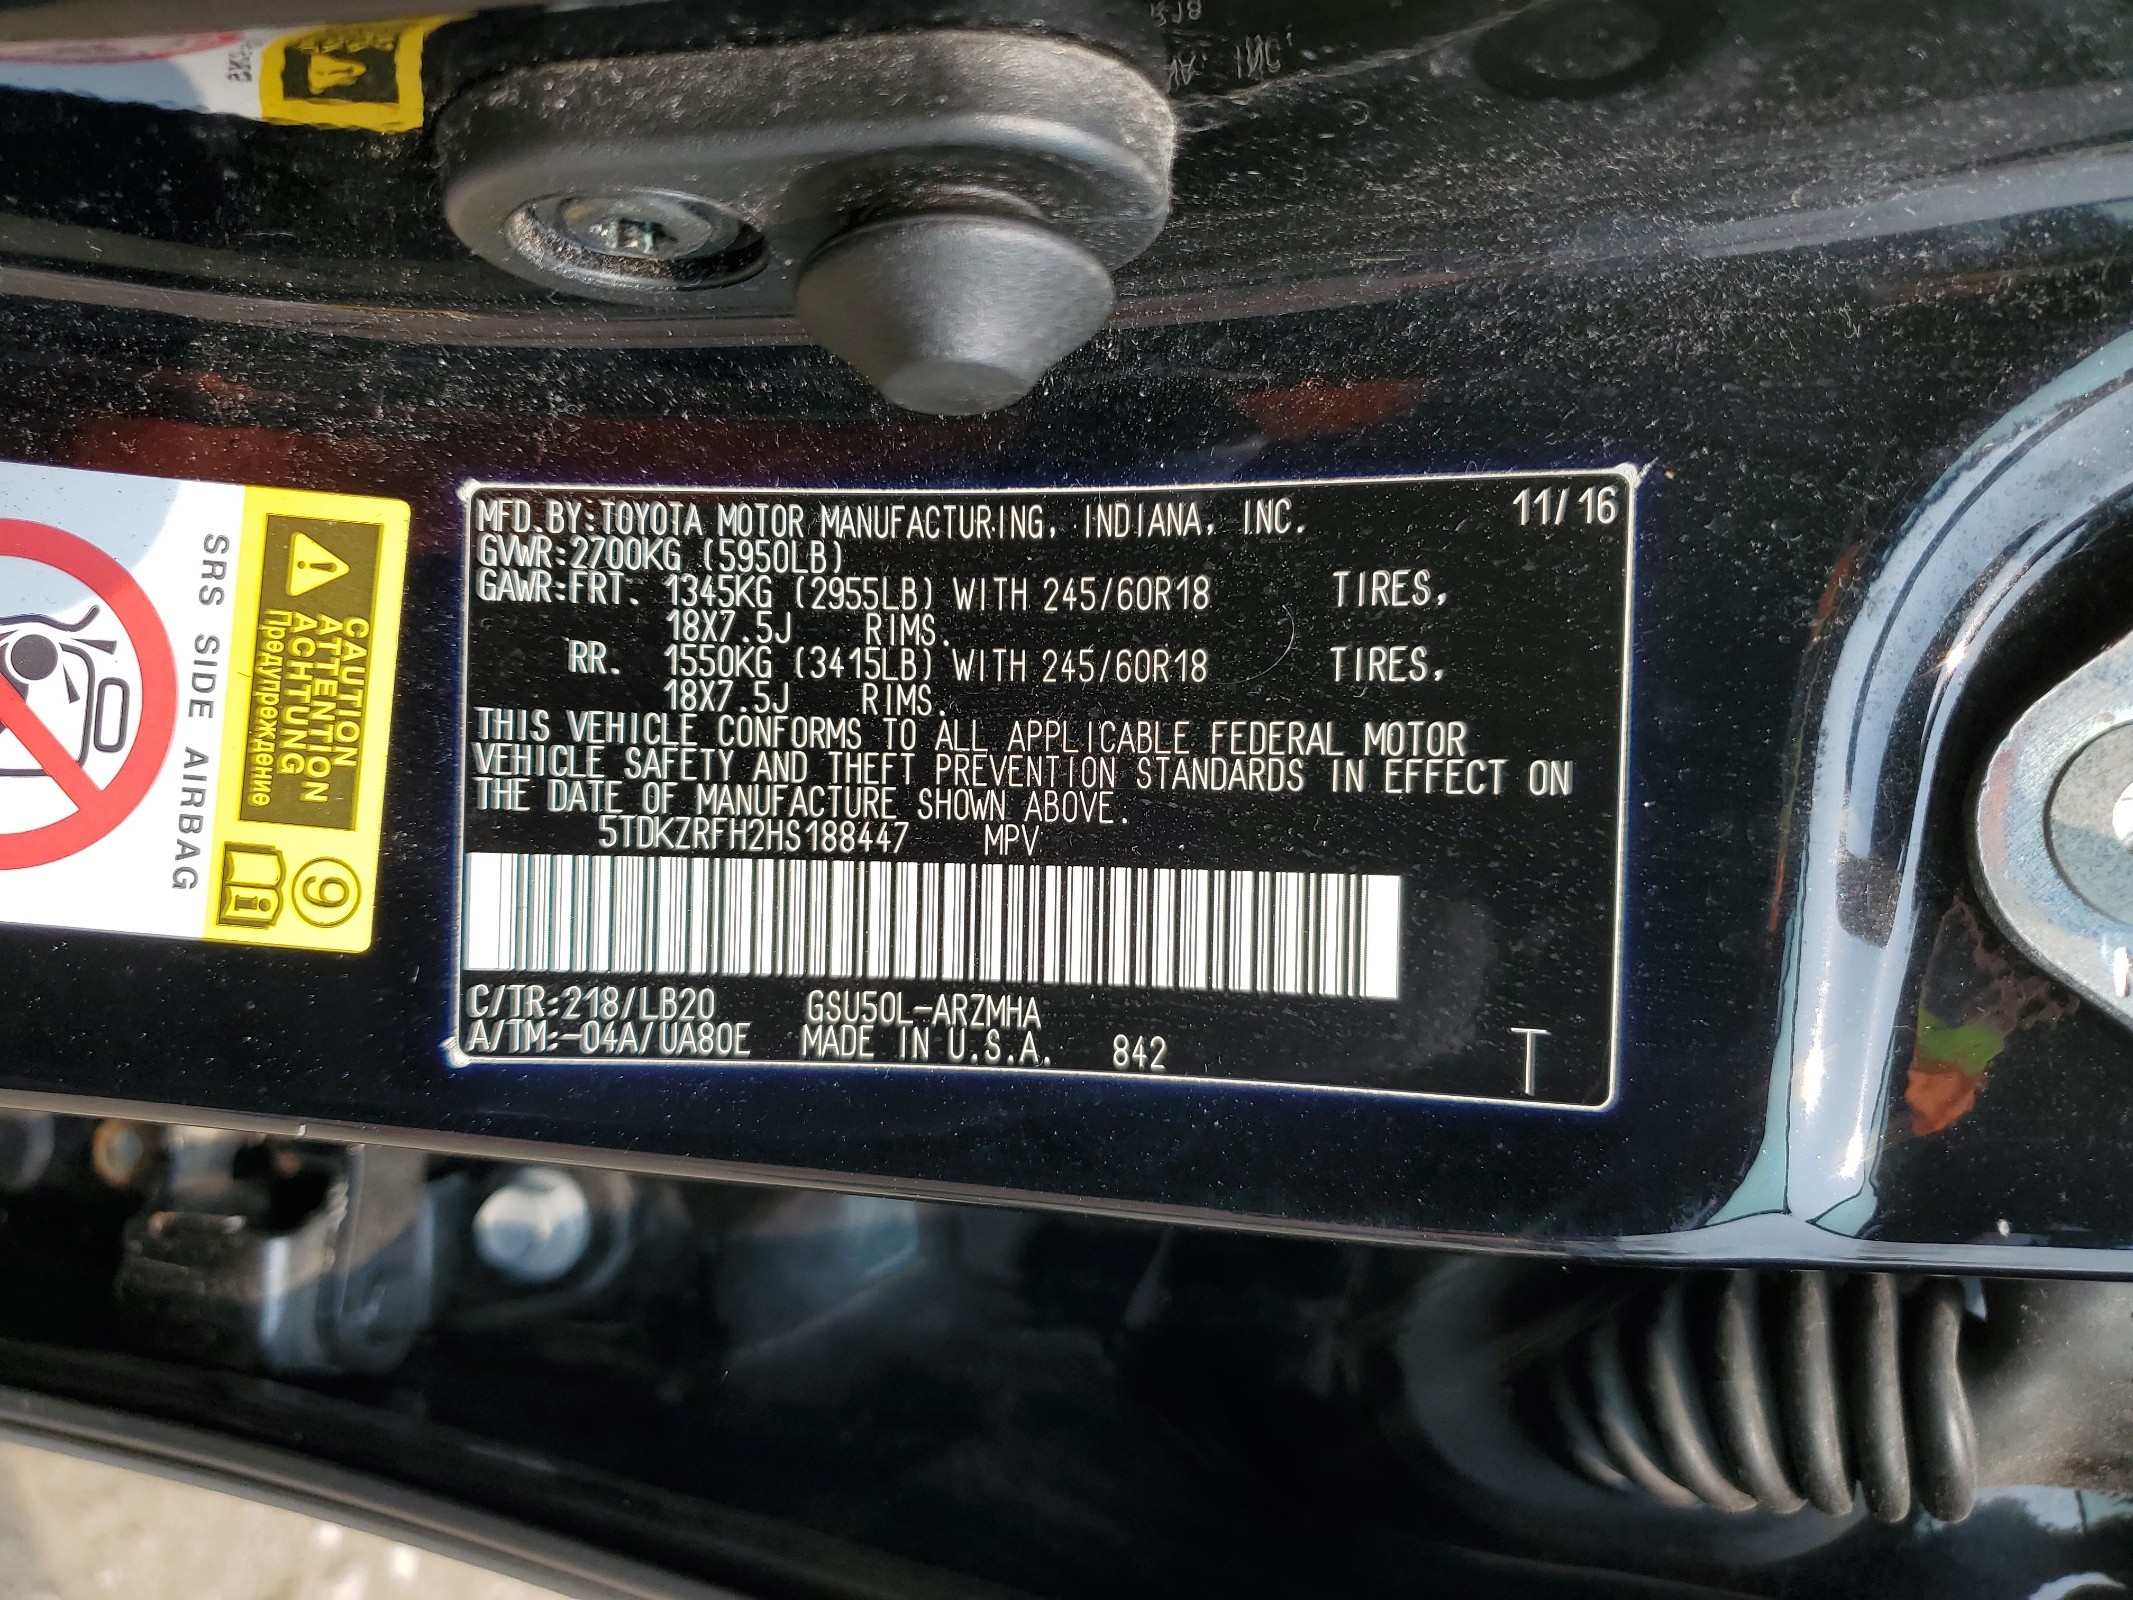 MFD.BY:TOYOTA MOTOR MANUFACTURING, INDIANA, INC. 11/16
GVWR:2700KG (5950LB)
GAWR:FRT. 1345KG (2955LB) WITH 245/60R18 TIRES,
18X7.5J RIMS.
RR. 1550KG (3415LB) WITH 245/60R18 TIRES,
18X7.5J RIMS.
THIS VEHICLE CONFORMS TO ALL APPLICABLE FEDERAL MOTOR
VEHICLE SAFETY AND THEFT PREVENTION STANDARDS IN EFFECT ON
THE DATE OF MANUFACTURE SHOWN ABOVE.
5TDKZRFH2HS188447 MPV
C/TR:218/LB20 GSU50L-ARZMHA
A/TM:-04A/UA80E MADE IN U.S.A. 842
T
CAUTION
ATTENTION
ACHTUNG
Предупреждение
9
SRS SIDE AIRBAG